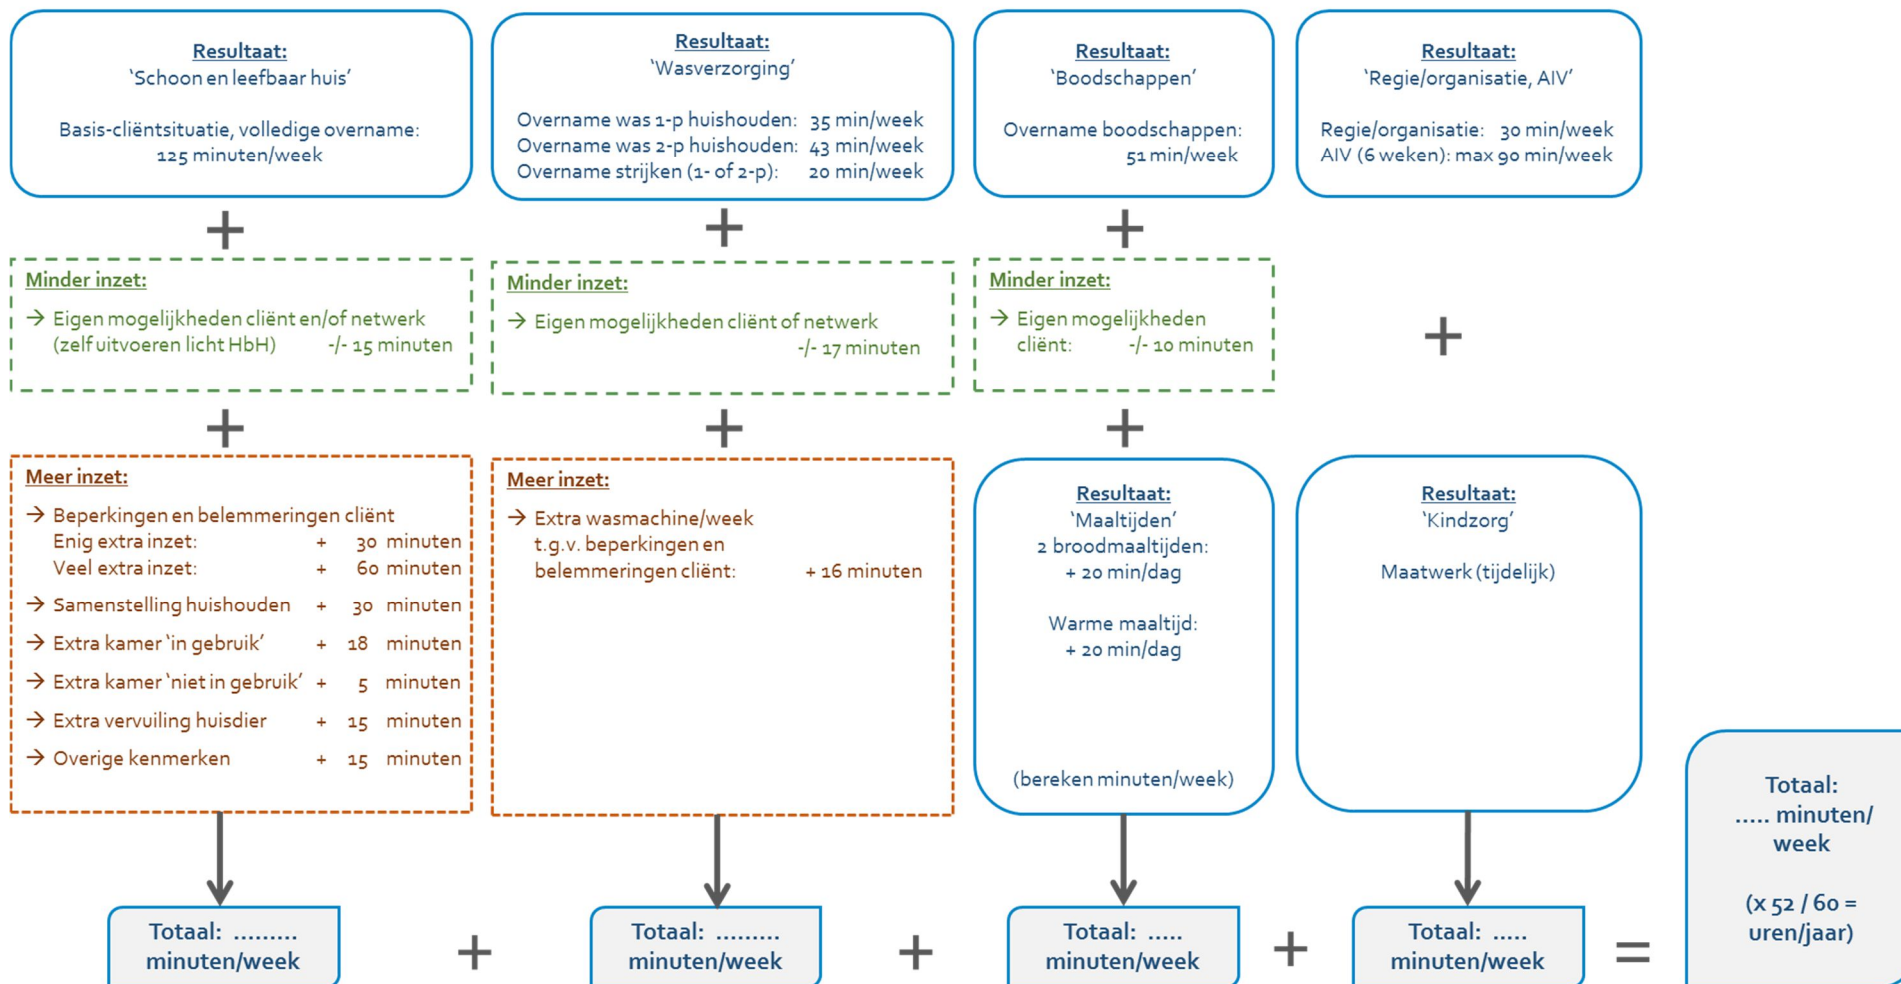 Resultaat:
‘Schoon en leefbaar huis’
Basis-cliëntsituatie, volledige overname:
125 minuten/week
Resultaat:
‘Wasverzorging’
Overname was 1-p huishouden: 35 min/week
Overname was 2-p huishouden: 43 min/week
Overname strijken (1- of 2-p): 20 min/week
Resultaat:
‘Boodschappen’
Overname boodschappen:
51 min/week
Resultaat:
‘Regie/organisatie, AIV’
Regie/organisatie: 30 min/week
AIV (6 weken): max 90 min/week
+
+
+
Minder inzet:
→ Eigen mogelijkheden cliënt en/of netwerk
(zelf uitvoeren licht HbH) -/- 15 minuten
Minder inzet:
→ Eigen mogelijkheden cliënt of netwerk
-/- 17 minuten
Minder inzet:
→ Eigen mogelijkheden
cliënt: -/- 10 minuten
+
+
+
+
Meer inzet:
→ Beperkingen en belemmeringen cliënt
Enig extra inzet: + 30 minuten
Veel extra inzet: + 60 minuten
→ Samenstelling huishouden + 30 minuten
→ Extra kamer ‘in gebruik’ + 18 minuten
→ Extra kamer ‘niet in gebruik’ + 5 minuten
→ Extra vervuiling huisdier + 15 minuten
→ Overige kenmerken + 15 minuten
Meer inzet:
→ Extra wasmachine/week
t.g.v. beperkingen en
belemmeringen cliënt: + 16 minuten
Resultaat:
‘Maaltijden’
2 broodmaaltijden:
+ 20 min/dag
Warme maaltijd:
+ 20 min/dag
(bereken minuten/week)
Resultaat:
‘Kindzorg’
Maatwerk (tijdelijk)
Totaal: .........
minuten/week
+
Totaal: .........
minuten/week
+
Totaal: .....
minuten/week
+
Totaal: .....
minuten/week
=
Totaal:
..... minuten/
week
(x 52 / 60 =
uren/jaar)